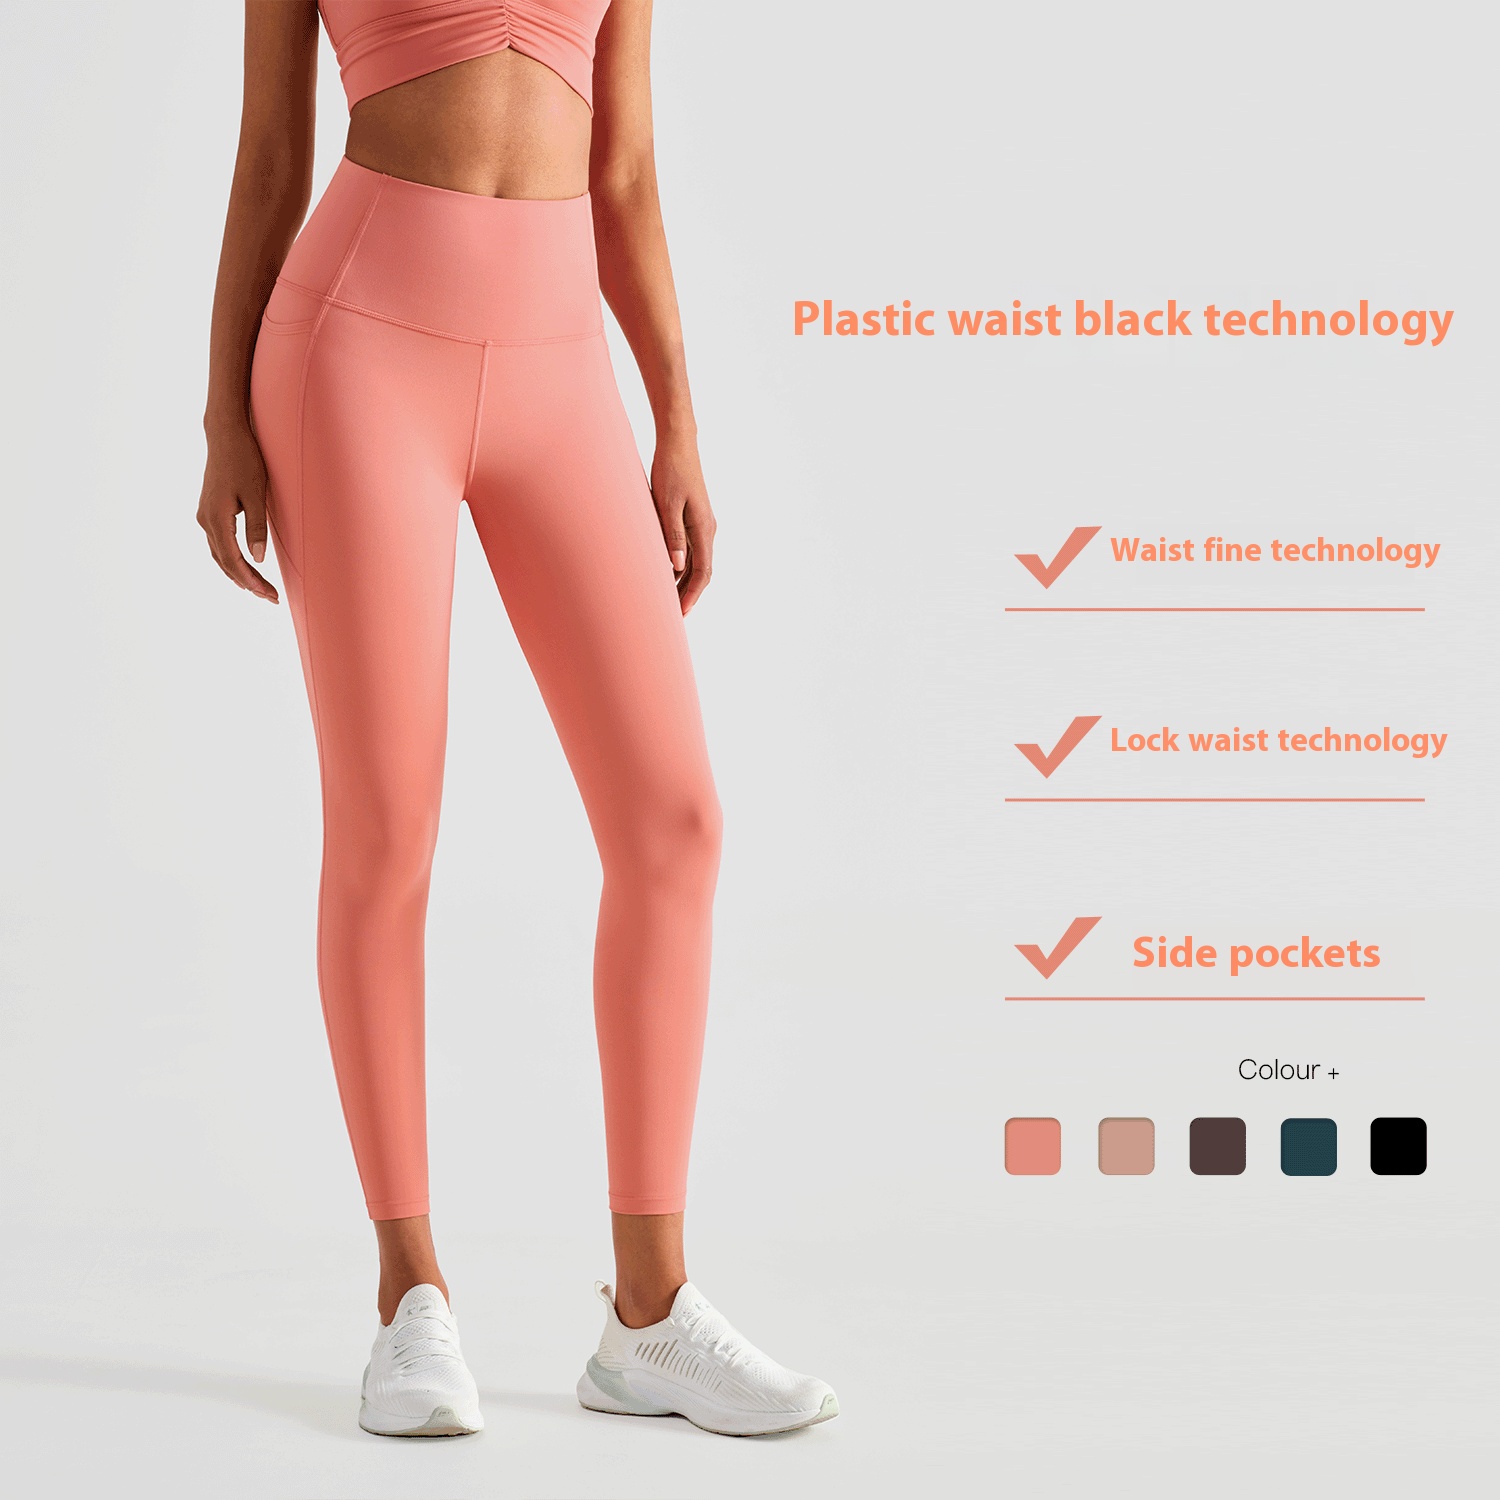 Plastic waist black technology
Waist fine technology
Lock waist technology
Side pockets
Colour +